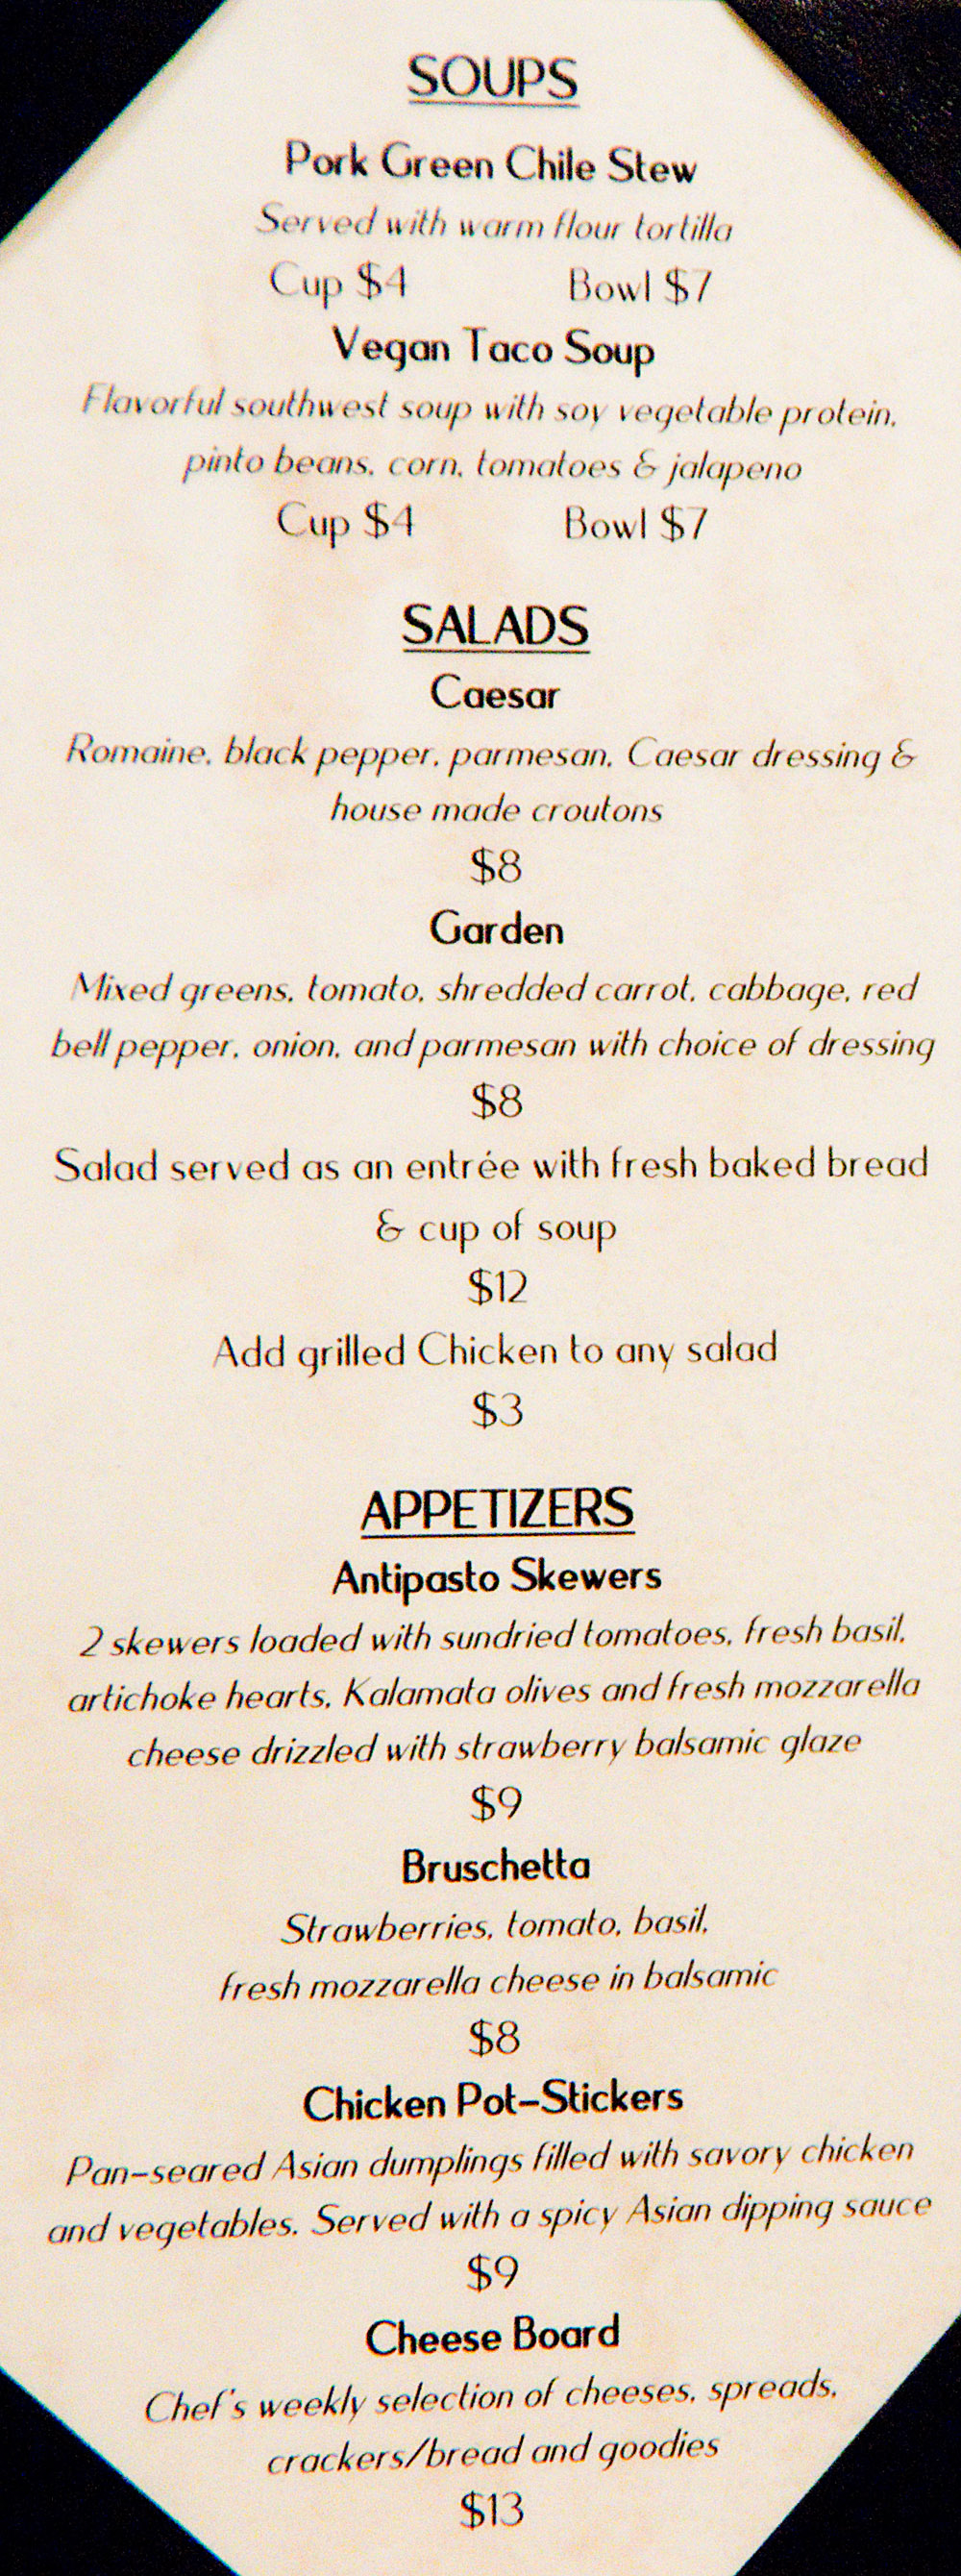 SOUPS
Pork Green Chile Stew
Served with warm flour tortilla
Cup $4 Bowl $7
Vegan Taco Soup
Flavorful southwest soup with soy vegetable protein,
pinto beans, corn, tomatoes & jalapeno
Cup $4 Bowl $7
SALADS
Caesar
Romaine, black pepper, parmesan, Caesar dressing &
house made croutons
$8
Garden
Mixed greens, tomato, shredded carrot, cabbage, red
bell pepper, onion, and parmesan with choice of dressing
$8
Salad served as an entrée with fresh baked bread
& cup of soup
$12
Add grilled Chicken to any salad
$3
APPETIZERS
Antipasto Skewers
2 skewers loaded with sundried tomatoes, fresh basil,
artichoke hearts, Kalamata olives and fresh mozzarella
cheese drizzled with strawberry balsamic glaze
$9
Bruschetta
Strawberries, tomato, basil,
fresh mozzarella cheese in balsamic
$8
Chicken Pot-Stickers
Pan-seared Asian dumplings filled with savory chicken
and vegetables. Served with a spicy Asian dipping sauce
$9
Cheese Board
Chef's weekly selection of cheeses, spreads,
crackers/bread and goodies
$13